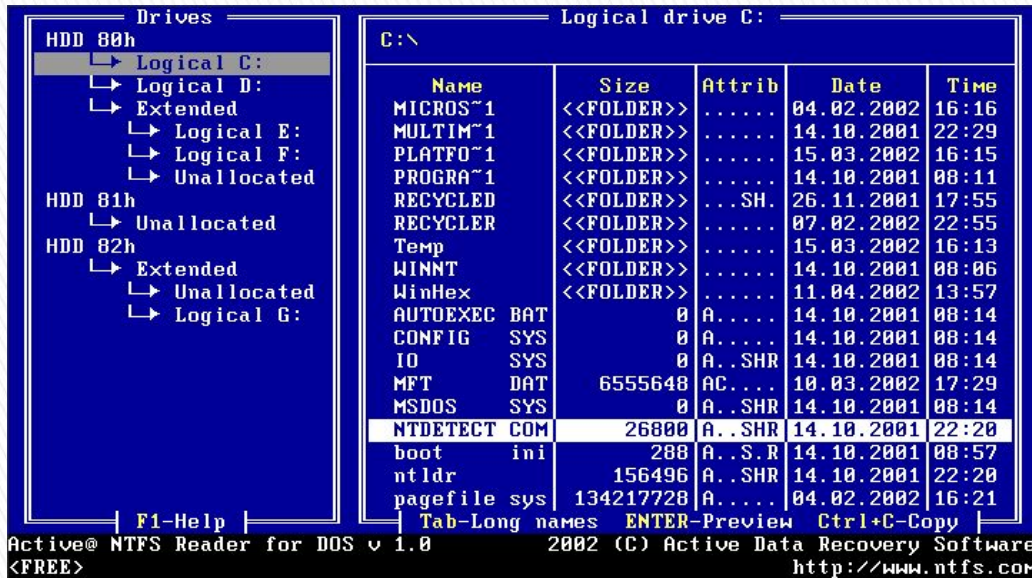 Drives
HDD 80h
Logical C:
Logical D:
Extended
Logical E:
Logical F:
Unallocated
HDD 81h
Unallocated
HDD 82h
Extended
Unallocated
Logical G:
F1-Help
Logical drive C:
C:\
Name Size Attrib Date Time
MICROS~1 <<FOLDER>> ...... 04.02.2002 16:16
MULTIM~1 <<FOLDER>> ...... 14.10.2001 22:29
PLATFO~1 <<FOLDER>> ...... 15.03.2002 16:15
PROGRA~1 <<FOLDER>> ...... 14.10.2001 08:11
RECYCLED <<FOLDER>> ...SH. 26.11.2001 17:55
RECYCLER <<FOLDER>> ...... 07.02.2002 22:55
Temp <<FOLDER>> ...... 15.03.2002 16:13
WINNT <<FOLDER>> ...... 14.10.2001 08:06
WinHex <<FOLDER>> ...... 11.04.2002 13:57
AUTOEXEC BAT 0 A..... 14.10.2001 08:14
CONFIG SYS 0 A..... 14.10.2001 08:14
IO SYS 0 A..SHR 14.10.2001 08:14
MFT DAT 6555648 AC.... 10.03.2002 17:29
MSDOS SYS 0 A..SHR 14.10.2001 08:14
NTDETECT COM 26800 A..SHR 14.10.2001 22:20
boot ini 288 A..S.R 14.10.2001 08:57
ntldr 156496 A..SHR 14.10.2001 22:20
pagefile sys 134217728 A..... 04.02.2002 16:21
Tab-Long names ENTER-Preview Ctrl+C-Copy
Active@ NTFS Reader for DOS v 1.0 2002 (C) Active Data Recovery Software
<FREE> http://www.ntfs.com